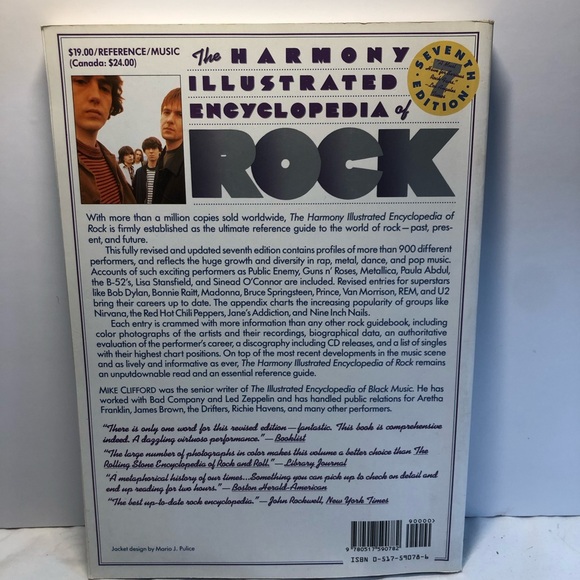 $19.00/REFERENCE/MUSIC
(Canada: $24.00)
The HARMONY
ILLUSTRATED
ENCYCLOPEDIA of
ROCK
SEVENTH
7
EDITION
With more than a million copies sold worldwide, The Harmony Illustrated Encyclopedia of
Rock is firmly established as the ultimate reference guide to the world of rock—past, pres-
ent, and future.
This fully revised and updated seventh edition contains profiles of more than 900 different
performers, and reflects the huge growth and diversity in rap, metal, dance, and pop music.
Accounts of such exciting performers as Public Enemy, Guns n' Roses, Metallica, Paula Abdul,
the B-52's, Lisa Stansfield, and Sinead O'Connor are included. Revised entries for superstars
like Bob Dylan, Bonnie Raitt, Madonna, Bruce Springsteen, Prince, Van Morrison, REM, and U2
bring their careers up to date. The appendix charts the increasing popularity of groups like
Nirvana, the Red Hot Chili Peppers, Jane's Addiction, and Nine Inch Nails.
Each entry is crammed with more information than any other rock guidebook, including
color photographs of the artists and their recordings, biographical data, an authoritative
evaluation of the performer's career, a discography including CD releases, and a list of singles
with their highest chart positions. On top of the most recent developments in the music scene
and as lively and informative as ever, The Harmony Illustrated Encyclopedia of Rock remains
an unputdownable read and an essential reference guide.
MIKE CLIFFORD was the senior writer of The Illustrated Encyclopedia of Black Music. He has
worked with Bad Company and Led Zeppelin and has handled public relations for Aretha
Franklin, James Brown, the Drifters, Richie Havens, and many other performers.
"There is only one word for this revised edition—fantastic. This book is comprehensive
indeed. A dazzling virtuoso performance."—Booklist
"The large number of photographs in color makes this volume a better choice than The
Rolling Stone Encyclopedia of Rock and Roll."—Library Journal
"A metaphorical history of our times...Something you can pick up to check on detail and
end up reading for two hours."—Boston Herald-American
"The best up-to-date rock encyclopedia."—John Rockwell, New York Times
90000>
9 780517 590782
ISBN 0-517-59078-6
Jacket design by Mario J. Pulice